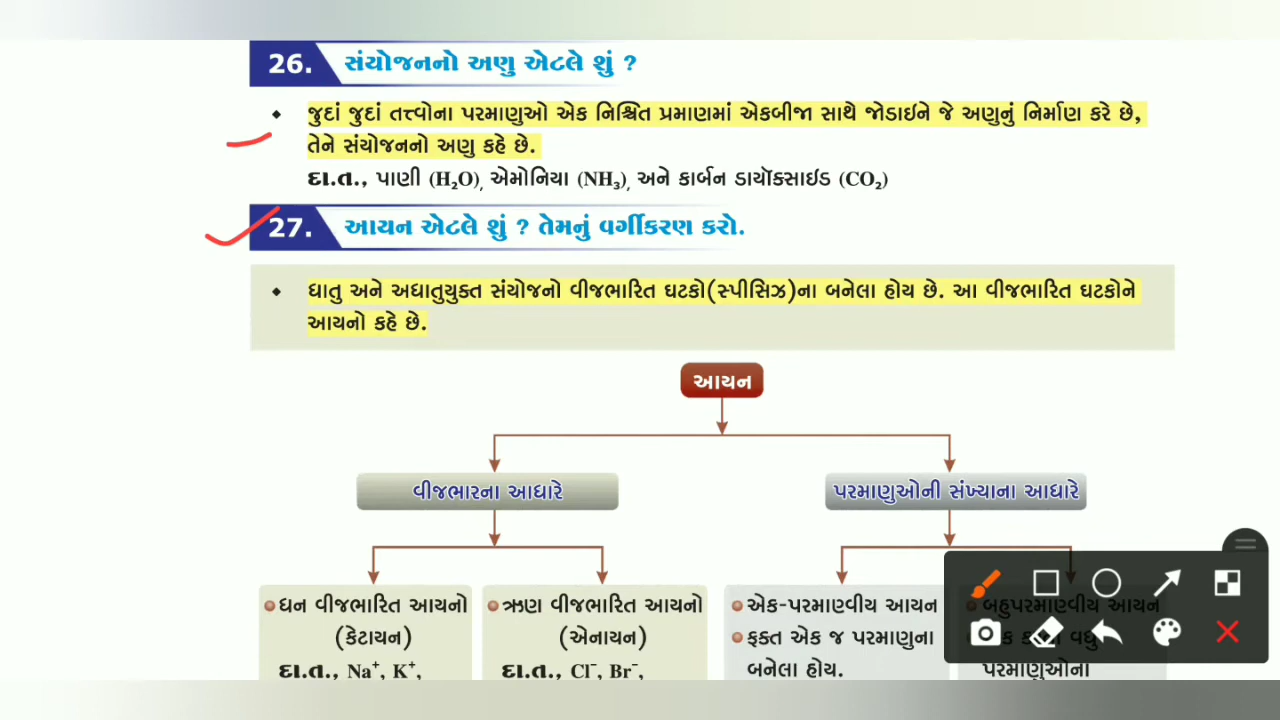 26. સંયોજનનો અણુ એટલે શું ?
જુદાં જુદાં તત્ત્વોના પરમાણુઓ એક નિશ્ચિત પ્રમાણમાં એકબીજા સાથે જોડાઈને જે અણુનું નિર્માણ કરે છે,
તેને સંયોજનનો અણુ કહે છે.
દા.ત., પાણી (H₂O), એમોનિયા (NH₃), અને કાર્બન ડાયૉક્સાઇડ (CO₂)
27. આયન એટલે શું ? તેમનું વર્ગીકરણ કરો.
ધાતુ અને અધાતુયુક્ત સંયોજનો વીજભારિત ઘટકો(સ્પીસિઝ)ના બનેલા હોય છે. આ વીજભારિત ઘટકોને
આયનો કહે છે.
આયન
વીજભારના આધારે
પરમાણુઓની સંખ્યાના આધારે
ધન વીજભારિત આયનો
(કેટાયન)
દા.ત., Na⁺, K⁺,
ઋણ વીજભારિત આયનો
(એનાયન)
દા.ત., Cl⁻, Br⁻,
એક-પરમાણ્વીય આયન
ફક્ત એક જ પરમાણુના
બનેલા હોય.
બહુપરમાણ્વીય આયન
વધુ
પરમાણુઓના